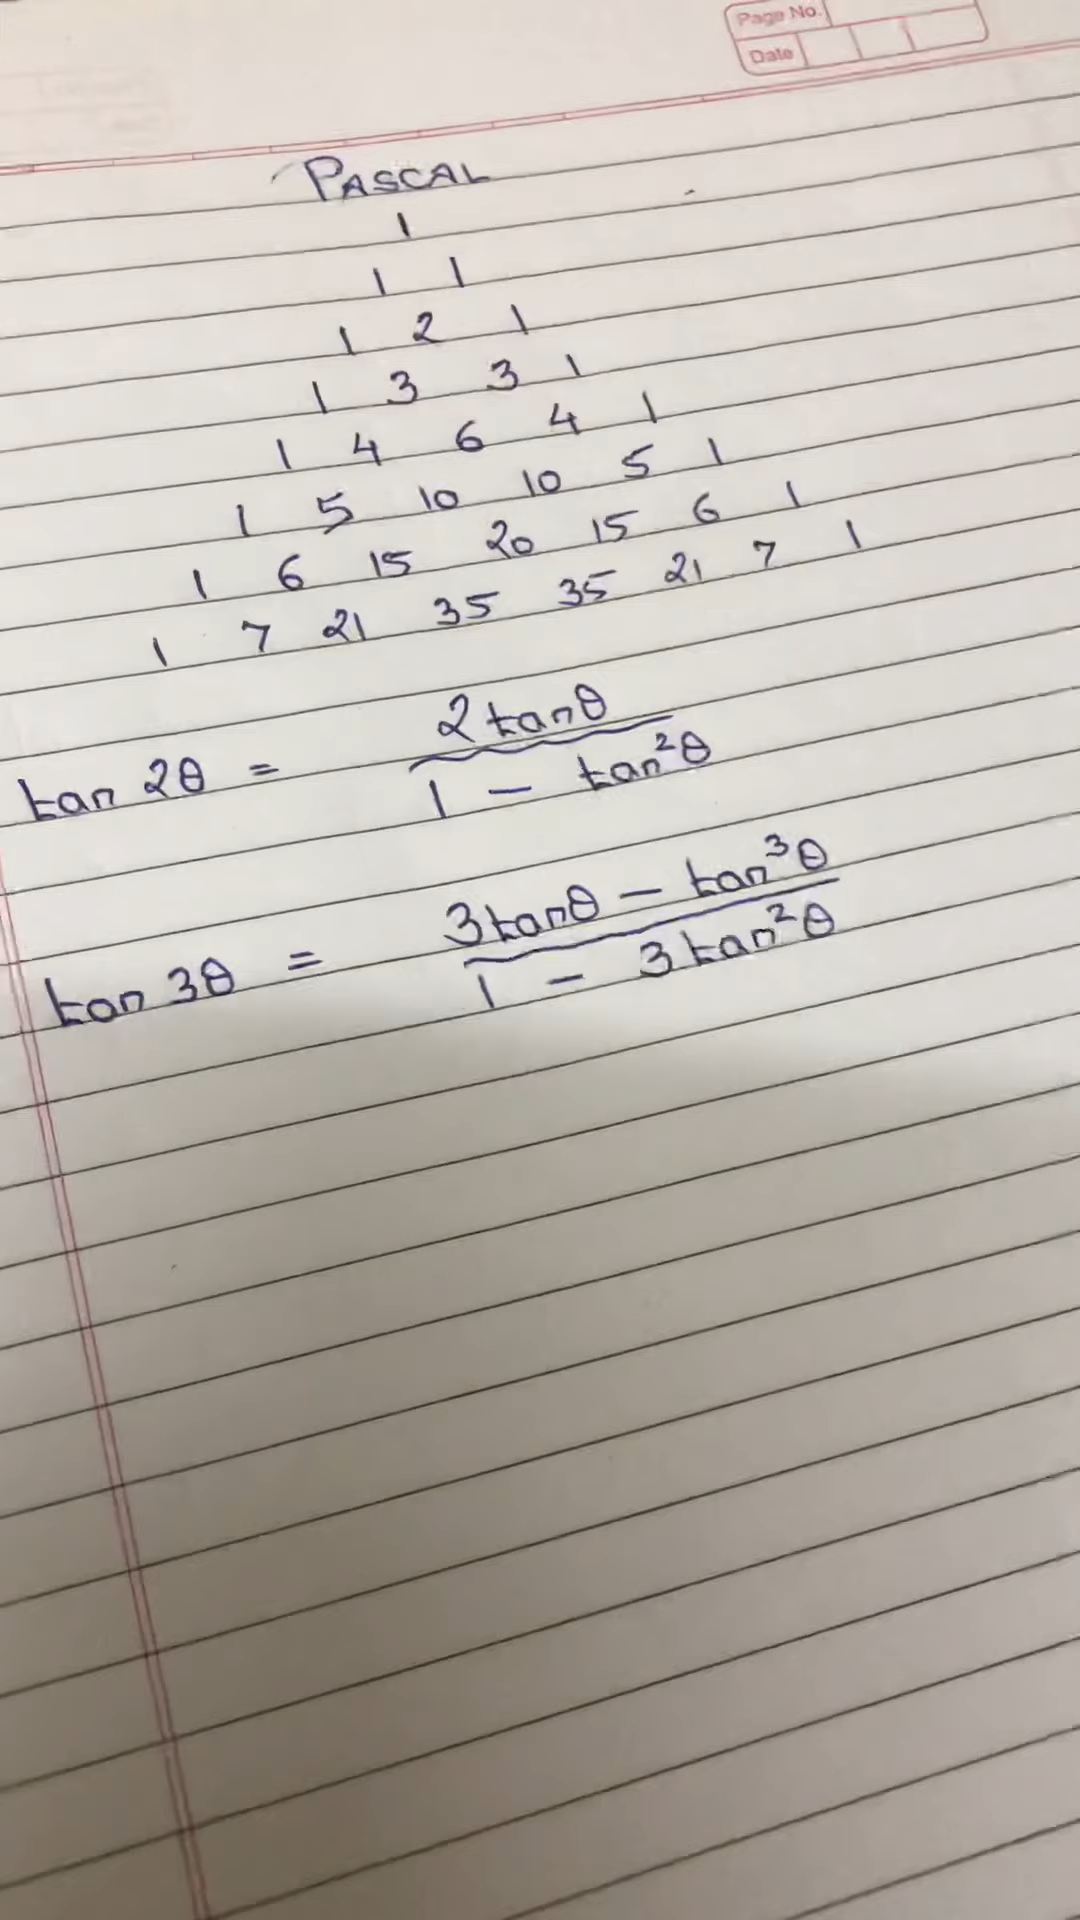 Page No.
Date
PASCAL
1
1 1
1 2 1
1 3 3 1
1 4 6 4 1
1 5 10 10 5 1
1 6 15 20 15 6 1
1 7 21 35 35 21 7 1
tan 2θ = 2tanθ / 1 − tan²θ
tan 3θ = 3tanθ − tan³θ / 1 − 3tan²θ